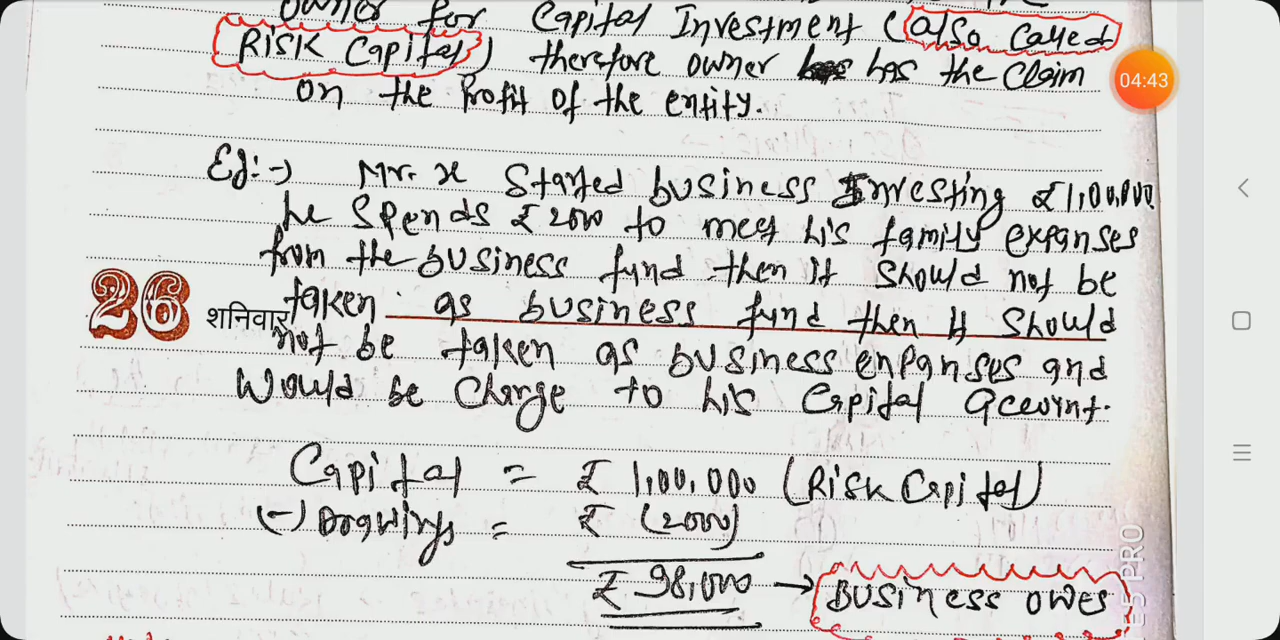 owner for Capital Investment (also called
RISK Capital) therefore owner has the Claim
on the Profit of the entity.
04:43
Eg:→ Mr. x Started business Investing ₹1,00,000
he Spends ₹ 2000 to meet his family expanses
from the business fund then it should not be
26 शनिवार taken as business fund then it should
not be taken as business enpanses and
would be Charge to his Capital account.
Capital = ₹ 1,00,000 (Risk Capital)
(-) Drawings = ₹ (2000)
₹ 98,000 → Business owes
E5 PRO